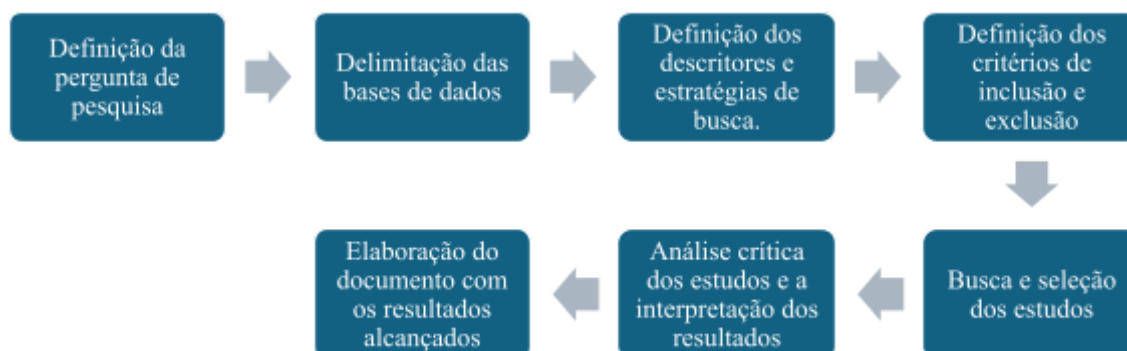 Definição da
pergunta de
pesquisa
Delimitação das
bases de dados
Definição dos
descritores e
estratégias de
busca.
Definição dos
critérios de
inclusão e
exclusão
Busca e seleção
dos estudos
Análise crítica
dos estudos e a
interpretação dos
resultados
Elaboração do
documento com
os resultados
alcançados